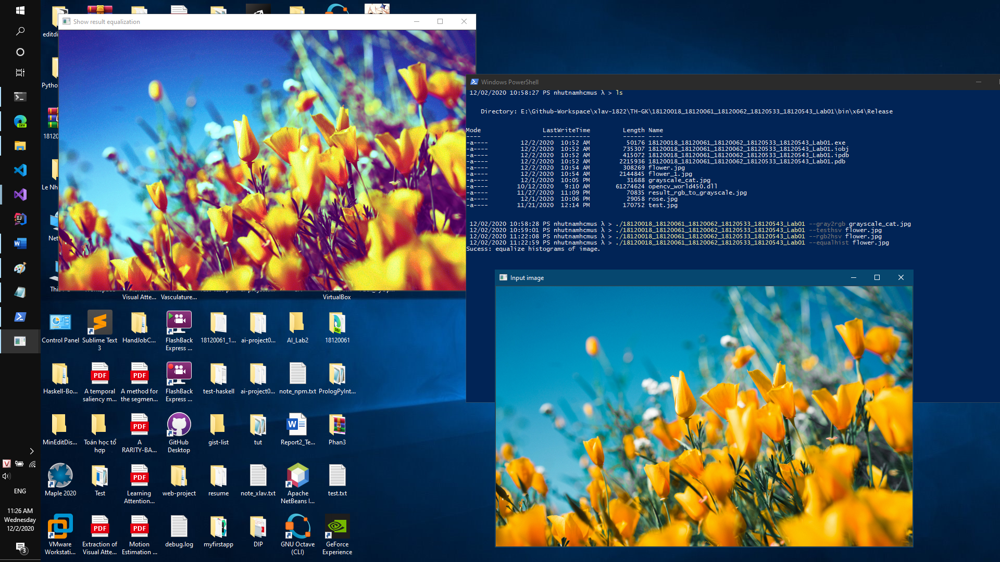 editdi
Show result equalization
Windows PowerShell
12/02/2020 10:58:27 PS nhutnamhcmus λ > ls
Directory: E:\Github-Workspace\xlav-1822\TH-GK\18120018_18120061_18120062_18120533_18120543_Lab01\bin\x64\Release
Mode LastWriteTime Length Name
---- ------------- ------ ----
-a---- 12/2/2020 10:52 AM 50176 18120018_18120061_18120062_18120533_18120543_Lab01.exe
-a---- 12/2/2020 10:52 AM 735307 18120018_18120061_18120062_18120533_18120543_Lab01.iobj
-a---- 12/2/2020 10:52 AM 415072 18120018_18120061_18120062_18120533_18120543_Lab01.ipdb
-a---- 12/2/2020 10:52 AM 2215936 18120018_18120061_18120062_18120533_18120543_Lab01.pdb
-a---- 12/2/2020 10:54 AM 308269 flower.jpg
-a---- 12/2/2020 10:54 AM 2144845 flower_1.jpg
-a---- 12/1/2020 10:05 PM 31688 grayscale_cat.jpg
-a---- 10/12/2020 9:10 AM 61274624 opencv_world450.dll
-a---- 11/27/2020 11:09 PM 70835 result_rgb_to_grayscale.jpg
-a---- 12/1/2020 10:06 PM 29058 rose.jpg
-a---- 11/21/2020 12:14 PM 170752 test.jpg
12/02/2020 10:58:28 PS nhutnamhcmus λ > ./18120018_18120061_18120062_18120533_18120543_Lab01 --gray2rgb grayscale_cat.jpg
12/02/2020 10:59:01 PS nhutnamhcmus λ > ./18120018_18120061_18120062_18120533_18120543_Lab01 --testhsv flower.jpg
12/02/2020 11:22:08 PS nhutnamhcmus λ > ./18120018_18120061_18120062_18120533_18120543_Lab01 --rgb2hsv flower.jpg
12/02/2020 11:22:59 PS nhutnamhcmus λ > ./18120018_18120061_18120062_18120533_18120543_Lab01 --equalhist flower.jpg
Sucess: equalize histograms of image.
Input image
Pytho
1812
Le Nh
Net
Visual Atte...
Vasculature...
VirtualBox
Control Panel
Sublime Text
3
HandJobC...
FlashBack
Express ...
18120061_1...
ai-project0...
AI_Lab2
18120061
Haskell-Bo...
A temporal
saliency m...
A method for
the segmen...
FlashBack
Express ...
test-haskell
ai-project0...
note_npm.txt
PrologPyInt...
MinEditDis...
Toán học tổ
hợp
A
RARITY-BA...
GitHub
Desktop
gist-list
tut
Report2_Te...
Phan3
Maple 2020
Test
Learning
Attention...
web-project
resume
note_xlav.txt
Apache
NetBeans I...
test.txt
VMware
Workstati...
Extraction of
Visual Atte...
Motion
Estimation ...
debug.log
myfirstapp
DIP
GNU Octave
(CLI)
GeForce
Experience
PDF
PDF
PDF
PDF
PDF
PDF
DEV
DEV
ENG
11:26 AM
Wednesday
12/2/2020
3